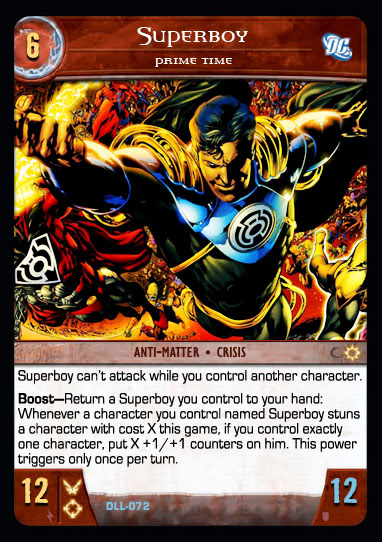 6
Superboy
Prime Time
DC
ANTI-MATTER • CRISIS
Superboy can't attack while you control another character.
Boost—Return a Superboy you control to your hand:
Whenever a character you control named Superboy stuns
a character with cost X this game, if you control exactly
one character, put X +1/+1 counters on him. This power
triggers only once per turn.
12
DLL-072
12